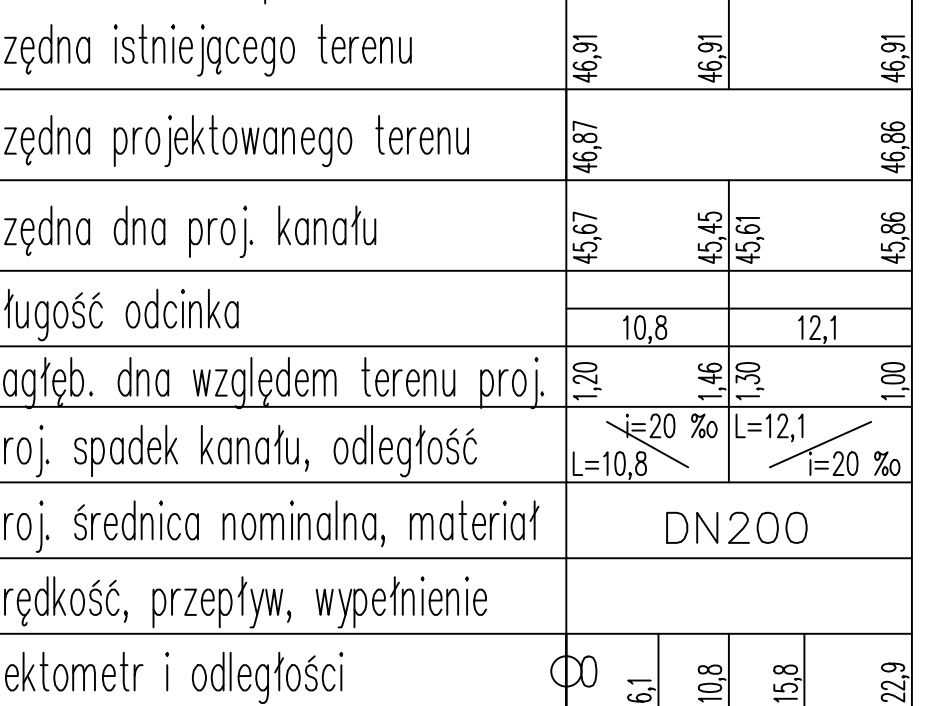 zędna istniejącego terenu 46,91 46,91 46,91
zędna projektowanego terenu 46,87 46,86
zędna dna proj. kanału 45,67 45,45 45,61 45,86
ługość odcinka 10,8 12,1
agłęb. dna względem terenu proj. 1,20 1,46 1,30 1,00
roj. spadek kanału, odległość i=20 ‰ L=10,8 L=12,1 i=20 ‰
roj. średnica nominalna, materiał DN200
rędkość, przepływ, wypełnienie
ektometr i odległości 0 6,1 10,8 15,8 22,9